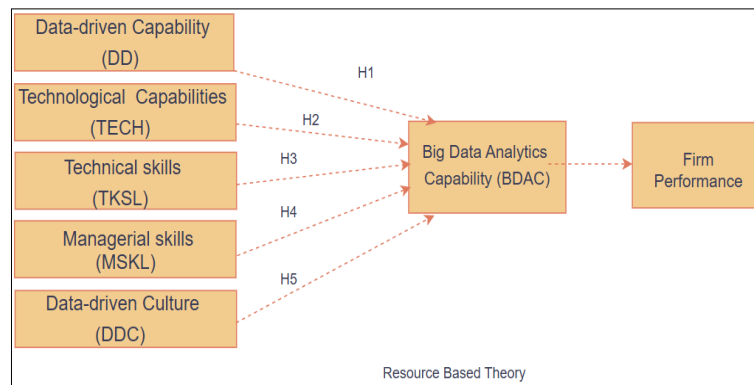 Data-driven Capability
(DD)
H1
Technological Capabilities
(TECH)
H2
Technical skills
(TKSL)
H3
Managerial skills
(MSKL)
H4
Data-driven Culture
(DDC)
H5
Big Data Analytics
Capability (BDAC)
Firm
Performance
Resource Based Theory